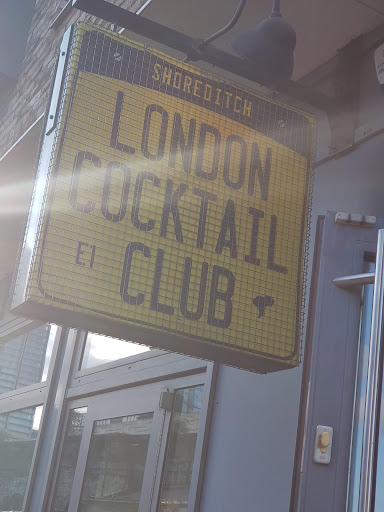 SHOREDITCH
LONDON
COCKTAIL
CLUB
E1